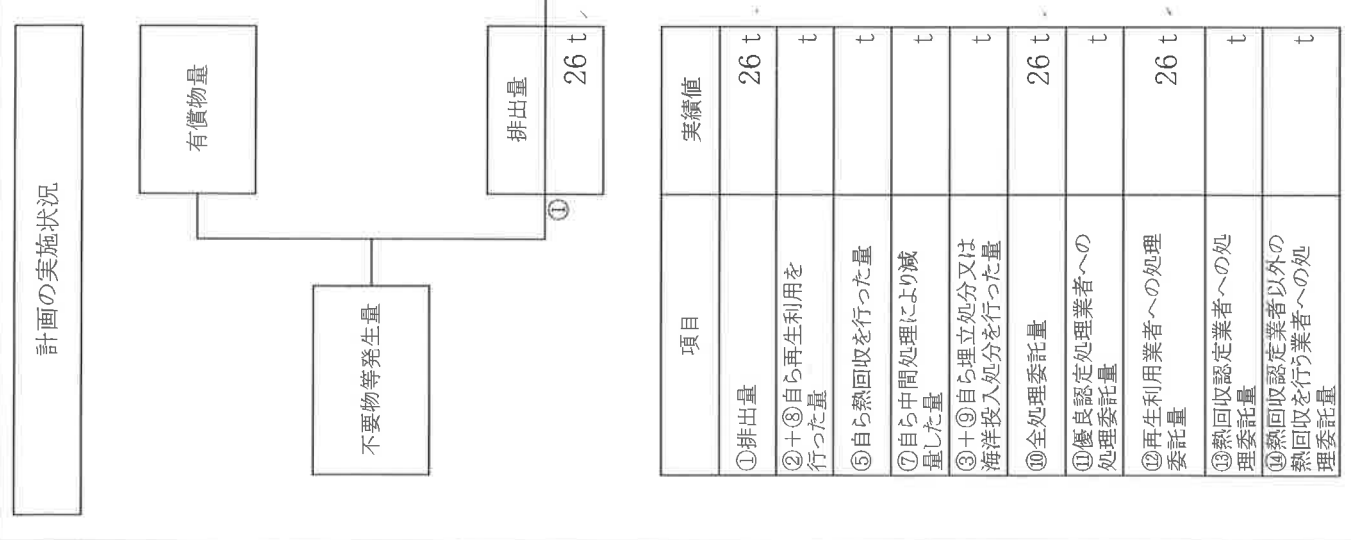 計画の実施状況
有償物量
不要物等発生量
排出量
①
26 t
項目
実績値
①排出量
26 t
②+⑧自ら再生利用を
行った量
t
⑤自ら熱回収を行った量
t
⑦自ら中間処理により減
量した量
t
③+⑨自ら埋立処分又は
海洋投入処分を行った量
t
⑩全処理委託量
26 t
⑪優良認定処理業者への
処理委託量
t
⑫再生利用業者への処理
委託量
26 t
⑬熱回収認定業者への処
理委託量
t
⑭熱回収認定業者以外の
熱回収を行う業者への処
理委託量
t